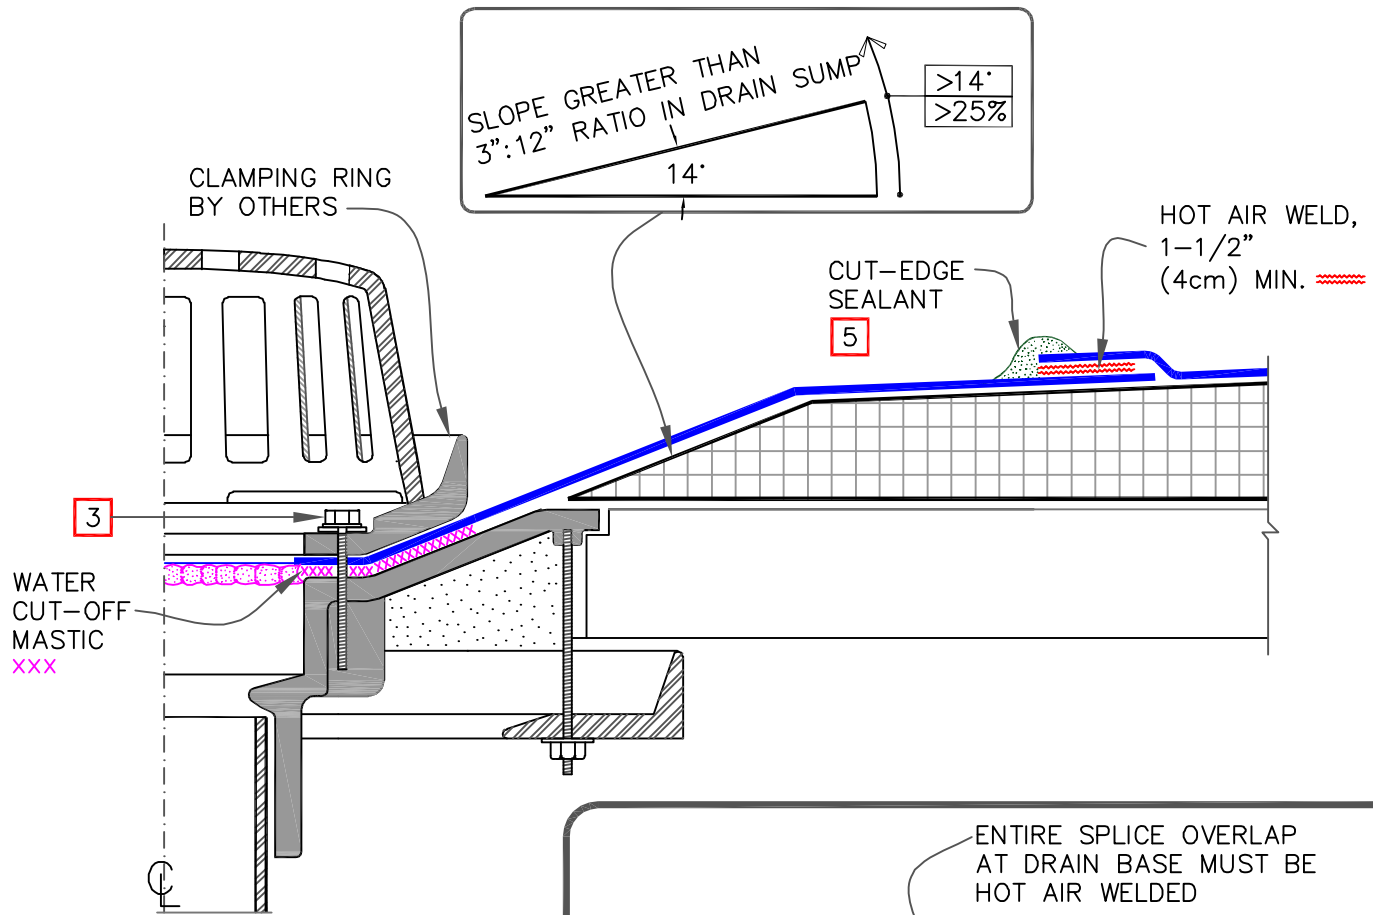 SLOPE GREATER THAN
3":12" RATIO IN DRAIN SUMP
14°
>14°
>25%
CLAMPING RING
BY OTHERS
HOT AIR WELD,
1-1/2"
(4cm) MIN.
CUT-EDGE
SEALANT
5
3
WATER
CUT-OFF
MASTIC
XXX
CL
ENTIRE SPLICE OVERLAP
AT DRAIN BASE MUST BE
HOT AIR WELDED